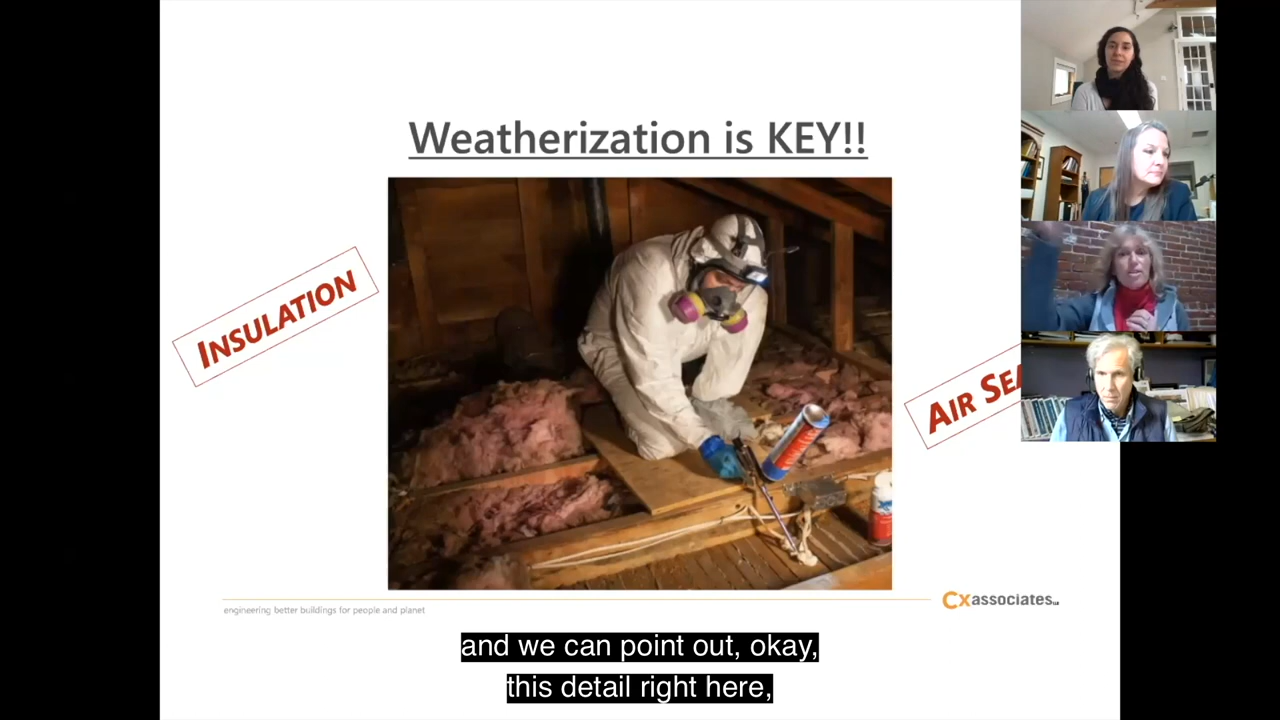 Weatherization is KEY!!
INSULATION
AIR
engineering better buildings for people and planet
CXassociates
and we can point out, okay,
this detail right here,